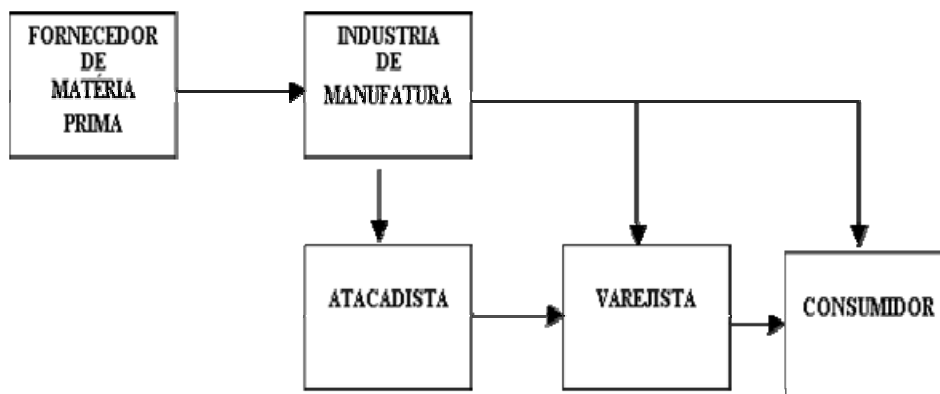 FORNECEDOR
DE
MATÉRIA
PRIMA
INDUSTRIA
DE
MANUFATURA
ATACADISTA
VAREJISTA
CONSUMIDOR